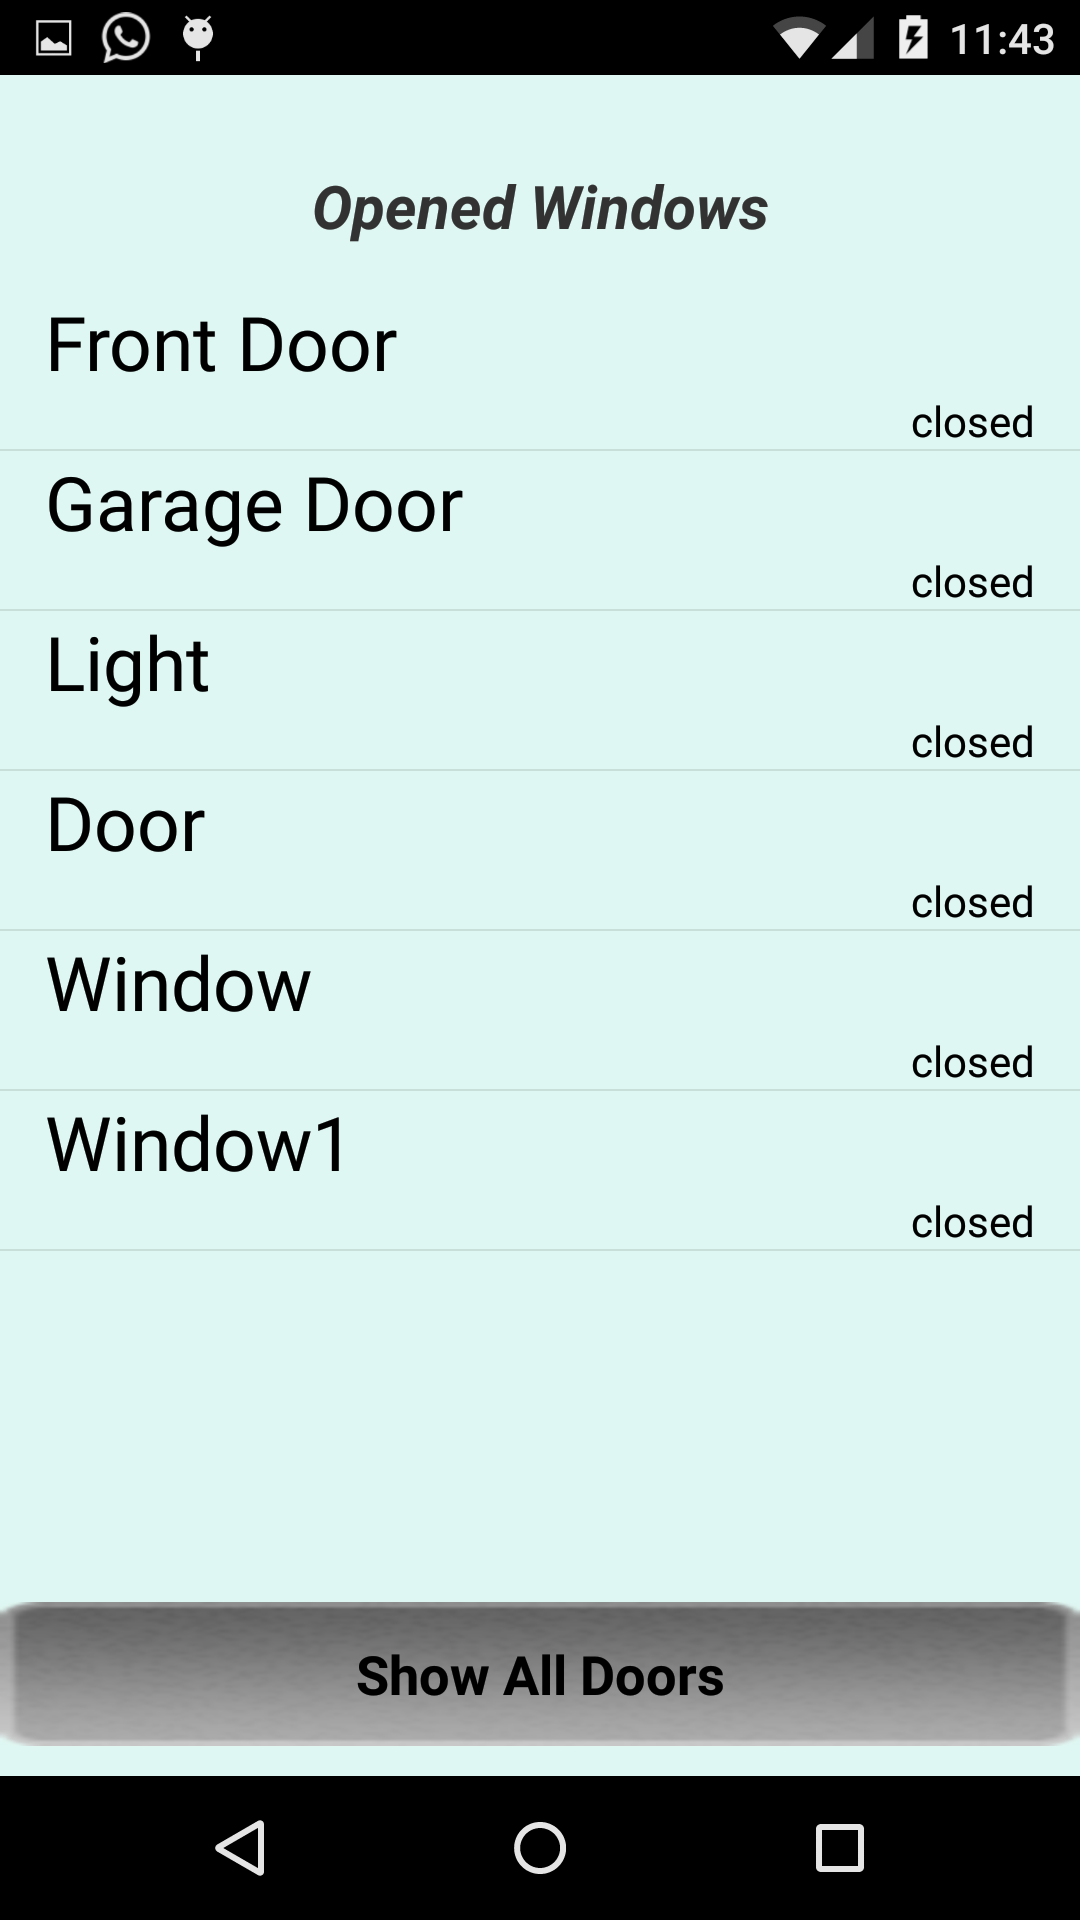 11:43
Opened Windows
Front Door
closed
Garage Door
closed
Light
closed
Door
closed
Window
closed
Window1
closed
Show All Doors